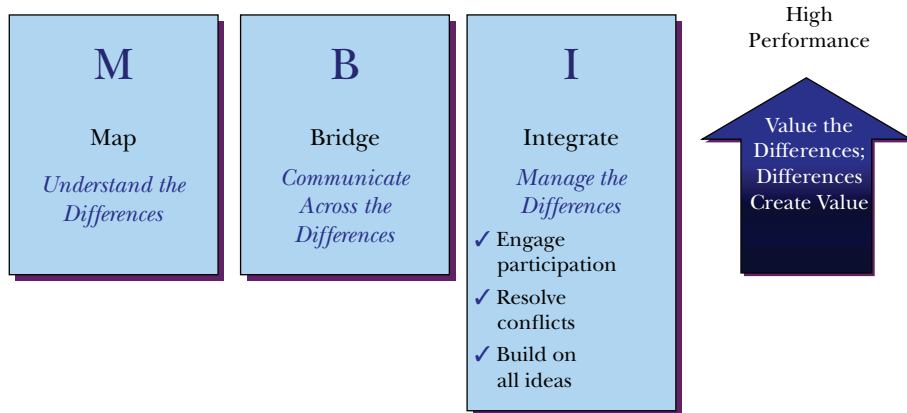 M
Map
Understand the
Differences
B
Bridge
Communicate
Across the
Differences
I
Integrate
Manage the
Differences
✓ Engage
participation
✓ Resolve
conflicts
✓ Build on
all ideas
High
Performance
Value the
Differences;
Differences
Create Value